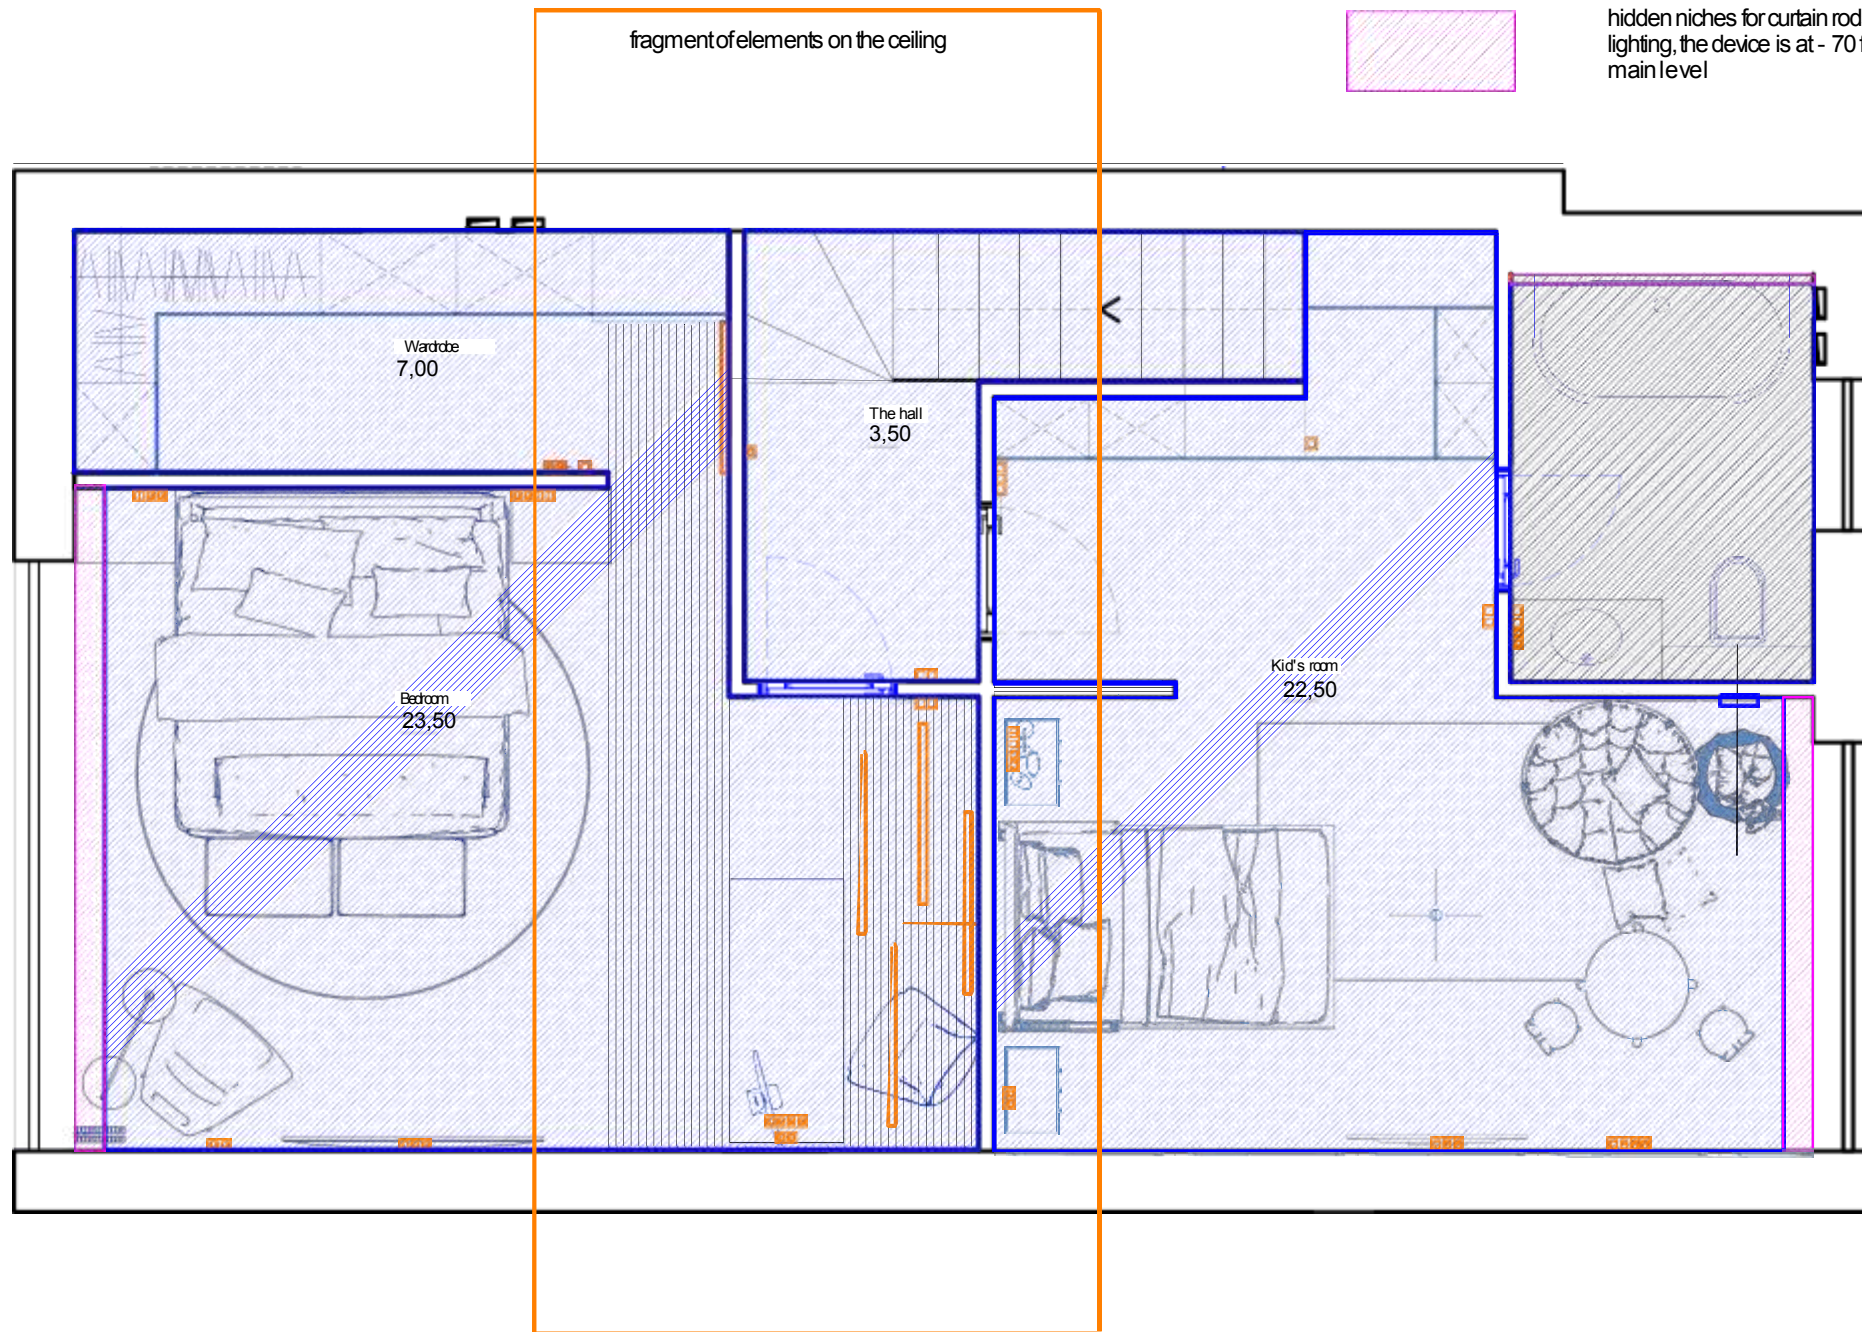 fragment of elements on the ceiling
hidden niches for curtain rod
lighting, the device is at - 70
main level
Wardrobe
7,00
The hall
3,50
Kid's room
22,50
Bedroom
23,50